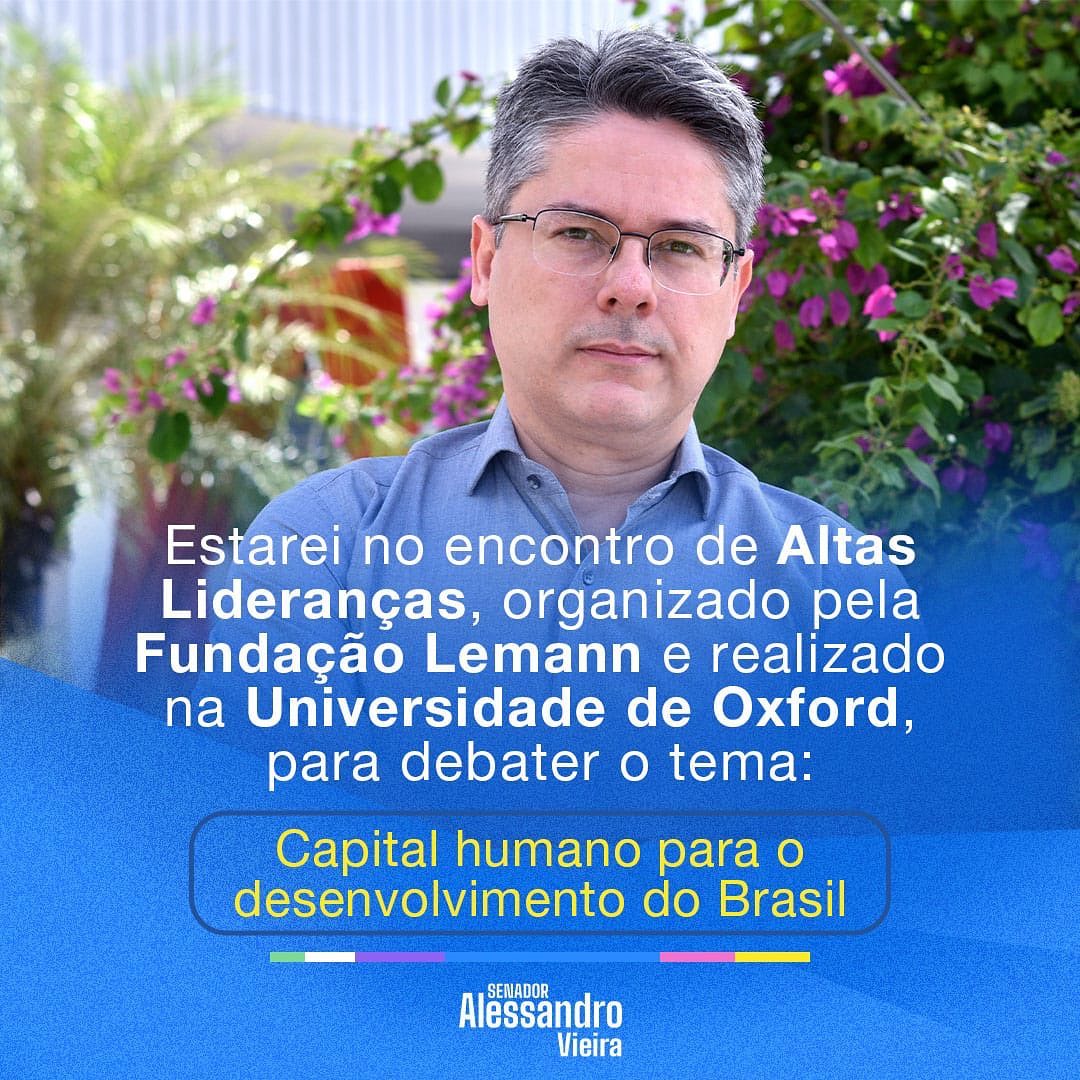 Estarei no encontro de Altas
Lideranças, organizado pela
Fundação Lemann e realizado
na Universidade de Oxford,
para debater o tema:
Capital humano para o
desenvolvimento do Brasil
SENADOR
Alessandro
Vieira